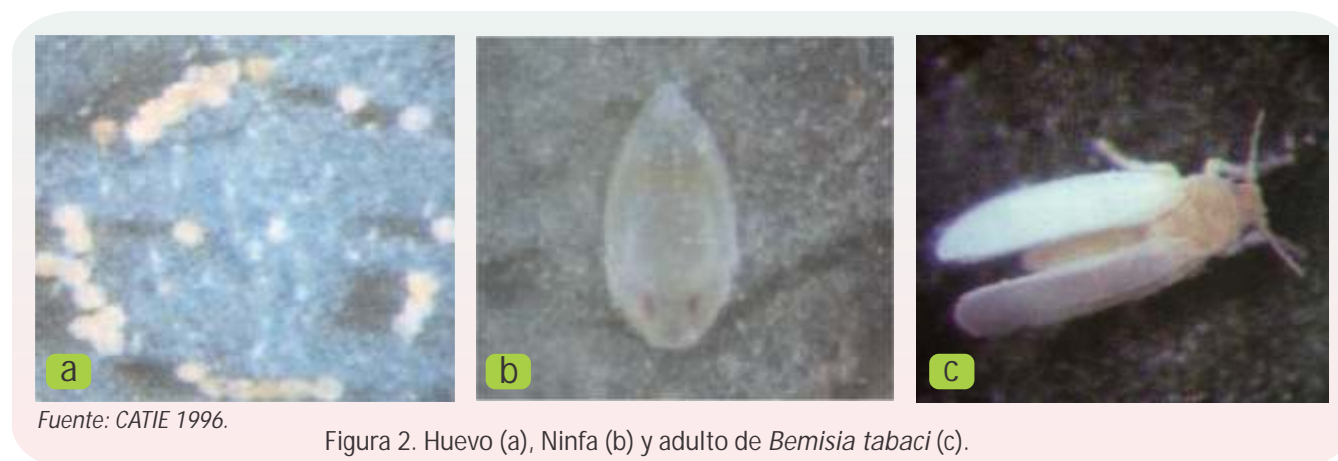 a
b
c
Fuente: CATIE 1996.
Figura 2. Huevo (a), Ninfa (b) y adulto de Bemisia tabaci (c).